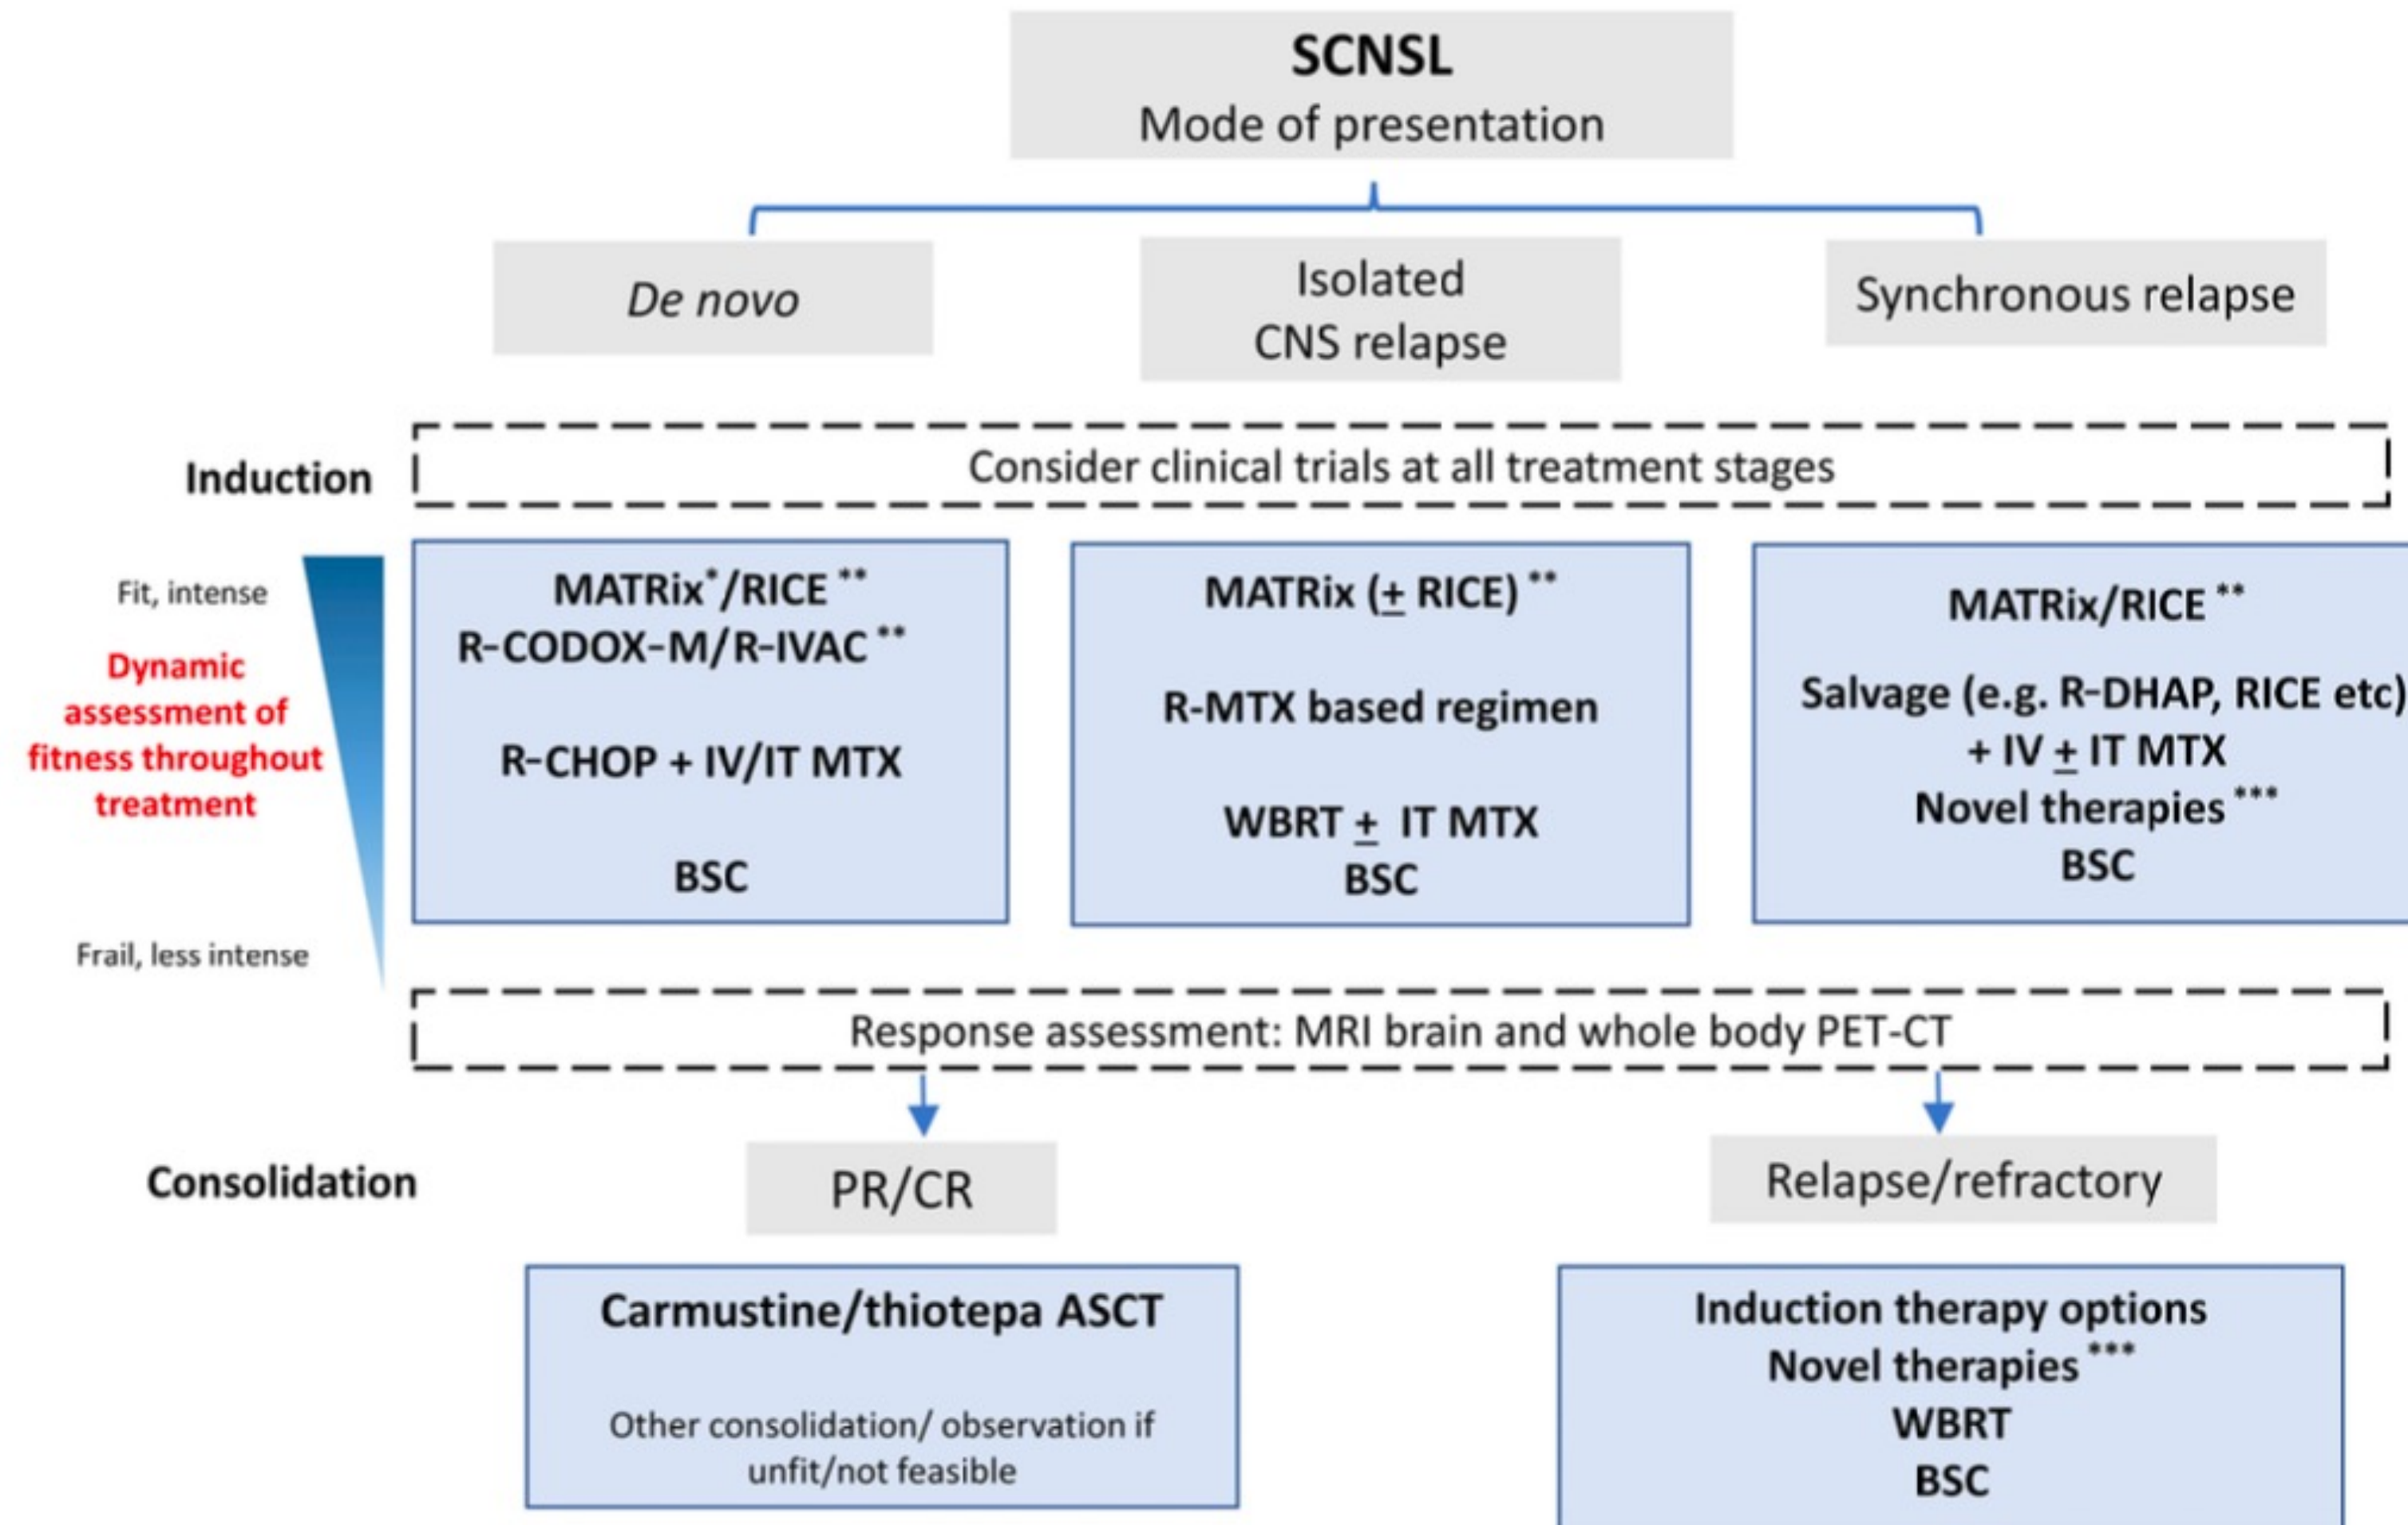 SCNSL
Mode of presentation
De novo
Isolated
CNS relapse
Synchronous relapse
Induction
Consider clinical trials at all treatment stages
Fit, intense
Dynamic
assessment of
fitness throughout
treatment
Frail, less intense
MATRix*/RICE **
R-CODOX-M/R-IVAC **
R-CHOP + IV/IT MTX
BSC
MATRix (± RICE) **
R-MTX based regimen
WBRT ± IT MTX
BSC
MATRix/RICE **
Salvage (e.g. R-DHAP, RICE etc)
+ IV ± IT MTX
Novel therapies ***
BSC
Response assessment: MRI brain and whole body PET-CT
Consolidation
PR/CR
Relapse/refractory
Carmustine/thiotepa ASCT
Other consolidation/ observation if
unfit/not feasible
Induction therapy options
Novel therapies ***
WBRT
BSC